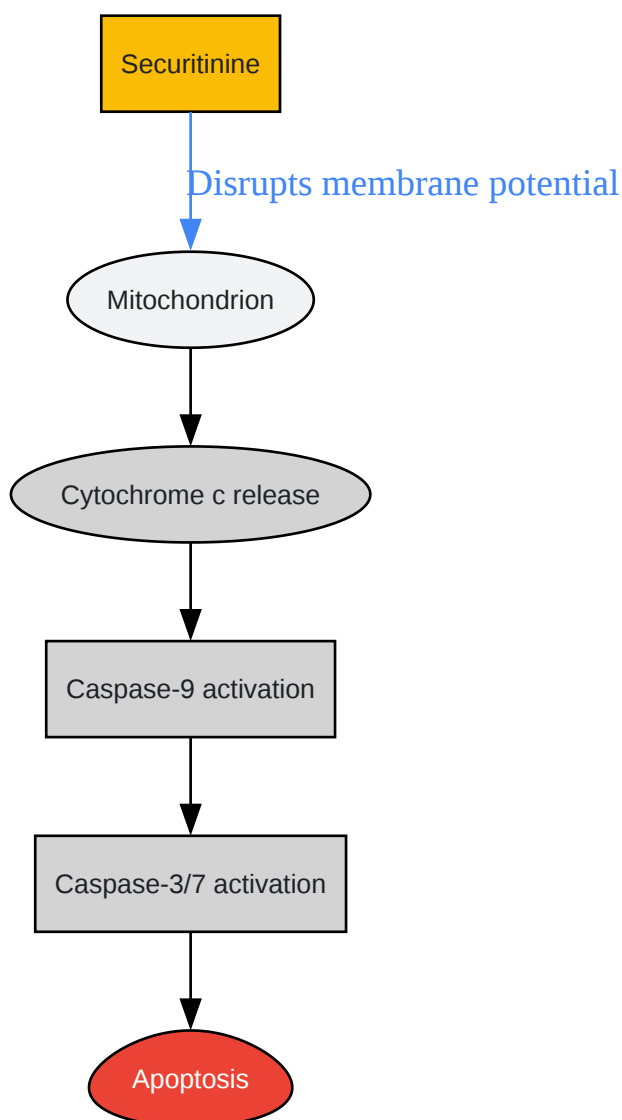 Securitinine
Disrupts membrane potential
Mitochondrion
Cytochrome c release
Caspase-9 activation
Caspase-3/7 activation
Apoptosis